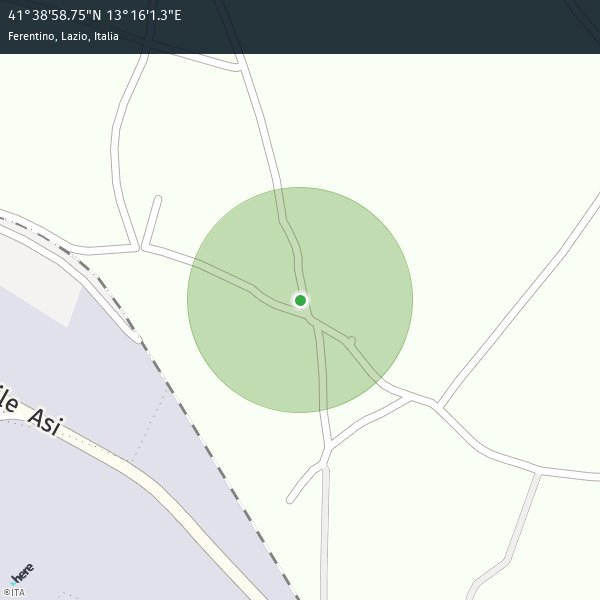 41°38'58.75"N 13°16'1.3"E
Ferentino, Lazio, Italia
ile Asi
here
©ITA